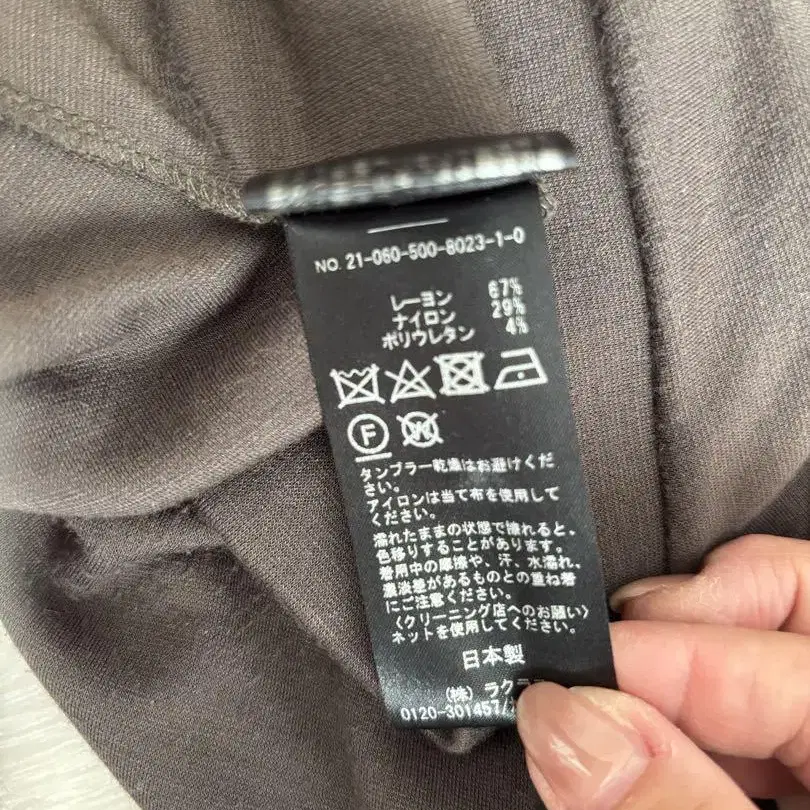 NO. 21-060-500-8023-1-0
レーヨン 67%
ナイロン 29%
ポリウレタン 4%
F W
タンブラー乾燥はお避けくだ
さい。
アイロンは当て布を使用して
ください。
濡れたままの状態で擦れると、
色移りすることがあります。
着用中の摩擦や、汗、水濡れ、
濃淡差があるものとの重ね着
にご注意ください。
〈クリーニング店へのお願い〉
ネットを使用してください。
日本製
(株) ラク
0120-301457/